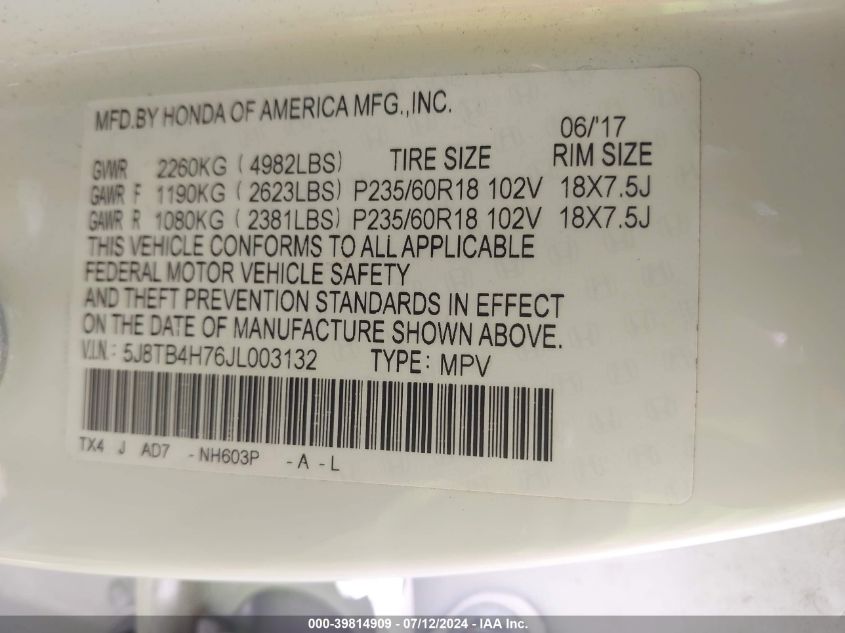 MFD.BY HONDA OF AMERICA MFG.,INC.
06/'17
GVWR 2260KG ( 4982LBS) TIRE SIZE RIM SIZE
GAWR F 1190KG ( 2623LBS) P235/60R18 102V 18X7.5J
GAWR R 1080KG ( 2381LBS) P235/60R18 102V 18X7.5J
THIS VEHICLE CONFORMS TO ALL APPLICABLE
FEDERAL MOTOR VEHICLE SAFETY
AND THEFT PREVENTION STANDARDS IN EFFECT
ON THE DATE OF MANUFACTURE SHOWN ABOVE.
V.I.N.: 5J8TB4H76JL003132 TYPE: MPV
TX4 J AD7 - NH603P - A - L
000-39814909 - 07/12/2024 - IAAI Inc.